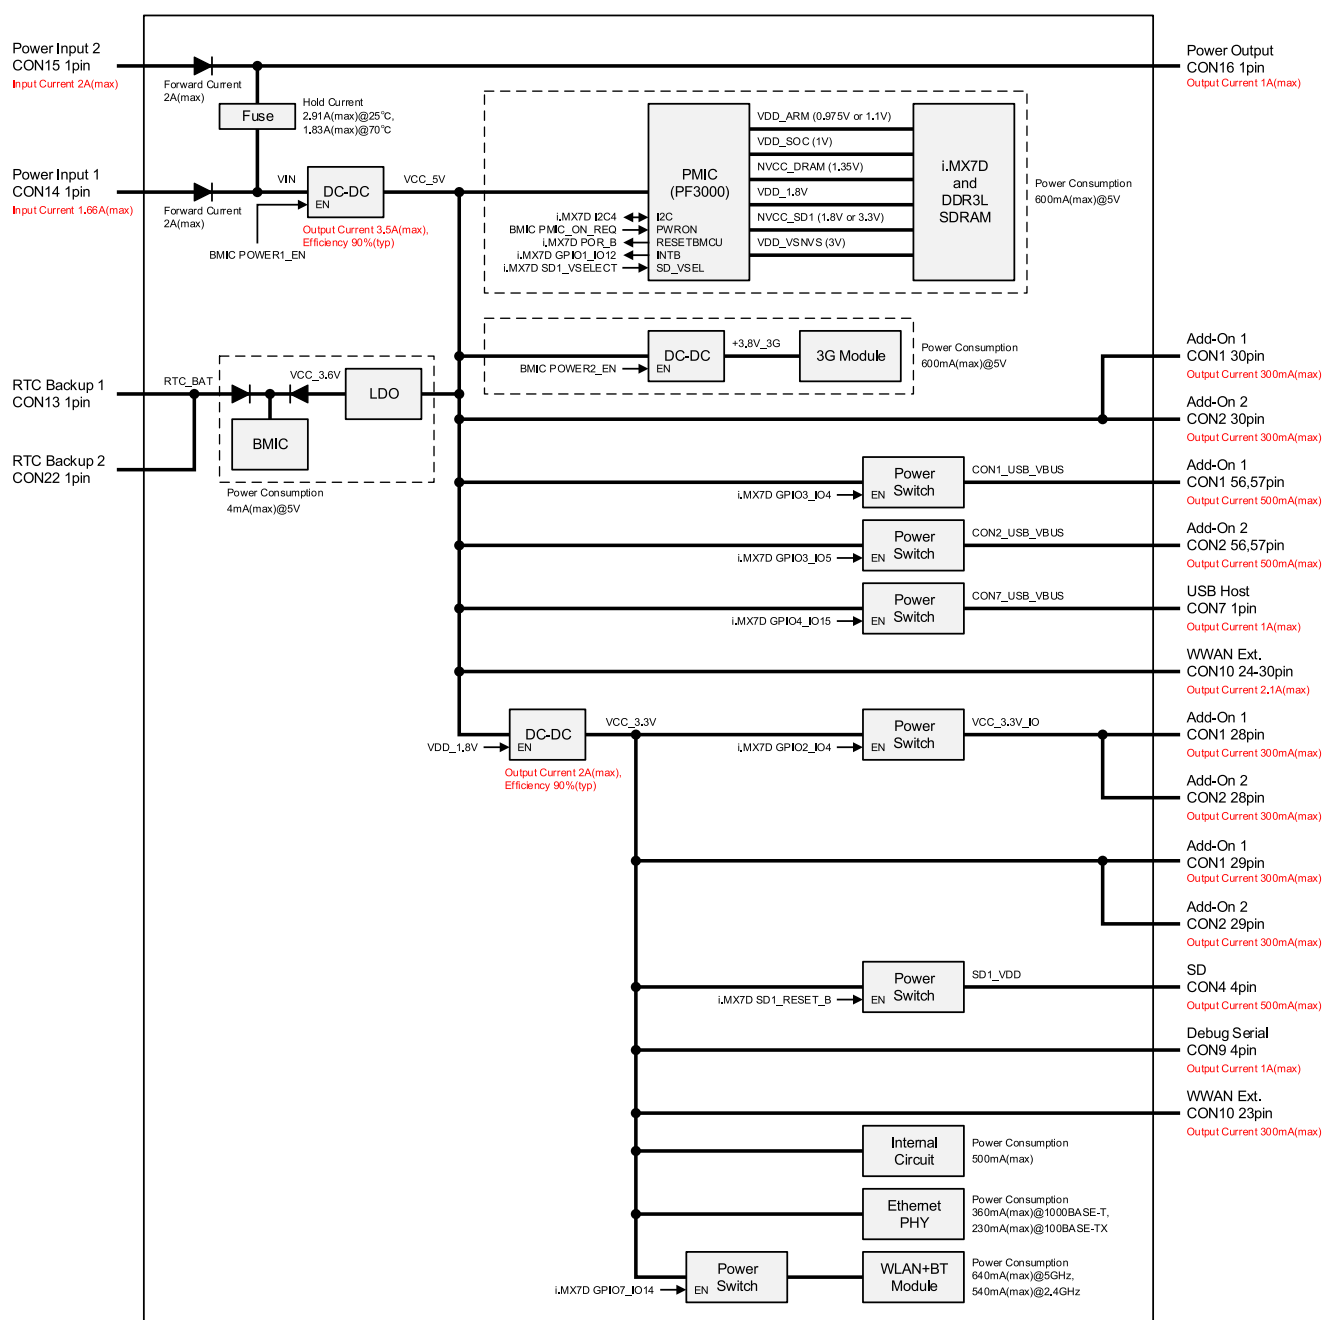 Power Input 2
CON15 1pin
Input Current 2A(max)
Forward Current
2A(max)
Power Output
CON16 1pin
Output Current 1A(max)
Fuse
Hold Current
2.91A(max)@25°C,
1.83A(max)@70°C
Power Input 1
CON14 1pin
Input Current 1.66A(max)
Forward Current
2A(max)
VIN
DC-DC
EN
VCC_5V
Output Current 3.5A(max),
Efficiency 90%(typ)
BMIC POWER1_EN
PMIC
(PF3000)
I2C
PWRON
RESETBMCU
INTB
SD_VSEL
i.MX7D I2C4
BMIC PMIC_ON_REQ
i.MX7D POR_B
i.MX7D GPIO1_IO12
i.MX7D SD1_VSELECT
VDD_ARM (0.975V or 1.1V)
VDD_SOC (1V)
NVCC_DRAM (1.35V)
VDD_1.8V
NVCC_SD1 (1.8V or 3.3V)
VDD_VSNVS (3V)
i.MX7D
and
DDR3L
SDRAM
Power Consumption
600mA(max)@5V
DC-DC
EN
BMIC POWER2_EN
+3.8V_3G
3G Module
Power Consumption
600mA(max)@5V
Add-On 1
CON1 30pin
Output Current 300mA(max)
Add-On 2
CON2 30pin
Output Current 300mA(max)
RTC Backup 1
CON13 1pin
RTC Backup 2
CON22 1pin
RTC_BAT
VCC_3.6V
LDO
BMIC
Power Consumption
4mA(max)@5V
i.MX7D GPIO3_IO4
Power
Switch
EN
CON1_USB_VBUS
Add-On 1
CON1 56,57pin
Output Current 500mA(max)
i.MX7D GPIO3_IO5
Power
Switch
EN
CON2_USB_VBUS
Add-On 2
CON2 56,57pin
Output Current 500mA(max)
i.MX7D GPIO4_IO15
Power
Switch
EN
CON7_USB_VBUS
USB Host
CON7 1pin
Output Current 1A(max)
WWAN Ext.
CON10 24-30pin
Output Current 2.1A(max)
VDD_1.8V
DC-DC
EN
VCC_3.3V
Output Current 2A(max),
Efficiency 90%(typ)
i.MX7D GPIO2_IO4
Power
Switch
EN
VCC_3.3V_IO
Add-On 1
CON1 28pin
Output Current 300mA(max)
Add-On 2
CON2 28pin
Output Current 300mA(max)
Add-On 1
CON1 29pin
Output Current 300mA(max)
Add-On 2
CON2 29pin
Output Current 300mA(max)
i.MX7D SD1_RESET_B
Power
Switch
EN
SD1_VDD
SD
CON4 4pin
Output Current 500mA(max)
Debug Serial
CON9 4pin
Output Current 1A(max)
WWAN Ext.
CON10 23pin
Output Current 300mA(max)
Internal
Circuit
Power Consumption
500mA(max)
Ethernet
PHY
Power Consumption
360mA(max)@1000BASE-T,
230mA(max)@100BASE-TX
i.MX7D GPIO7_IO14
Power
Switch
EN
WLAN+BT
Module
Power Consumption
640mA(max)@5GHz,
540mA(max)@2.4GHz